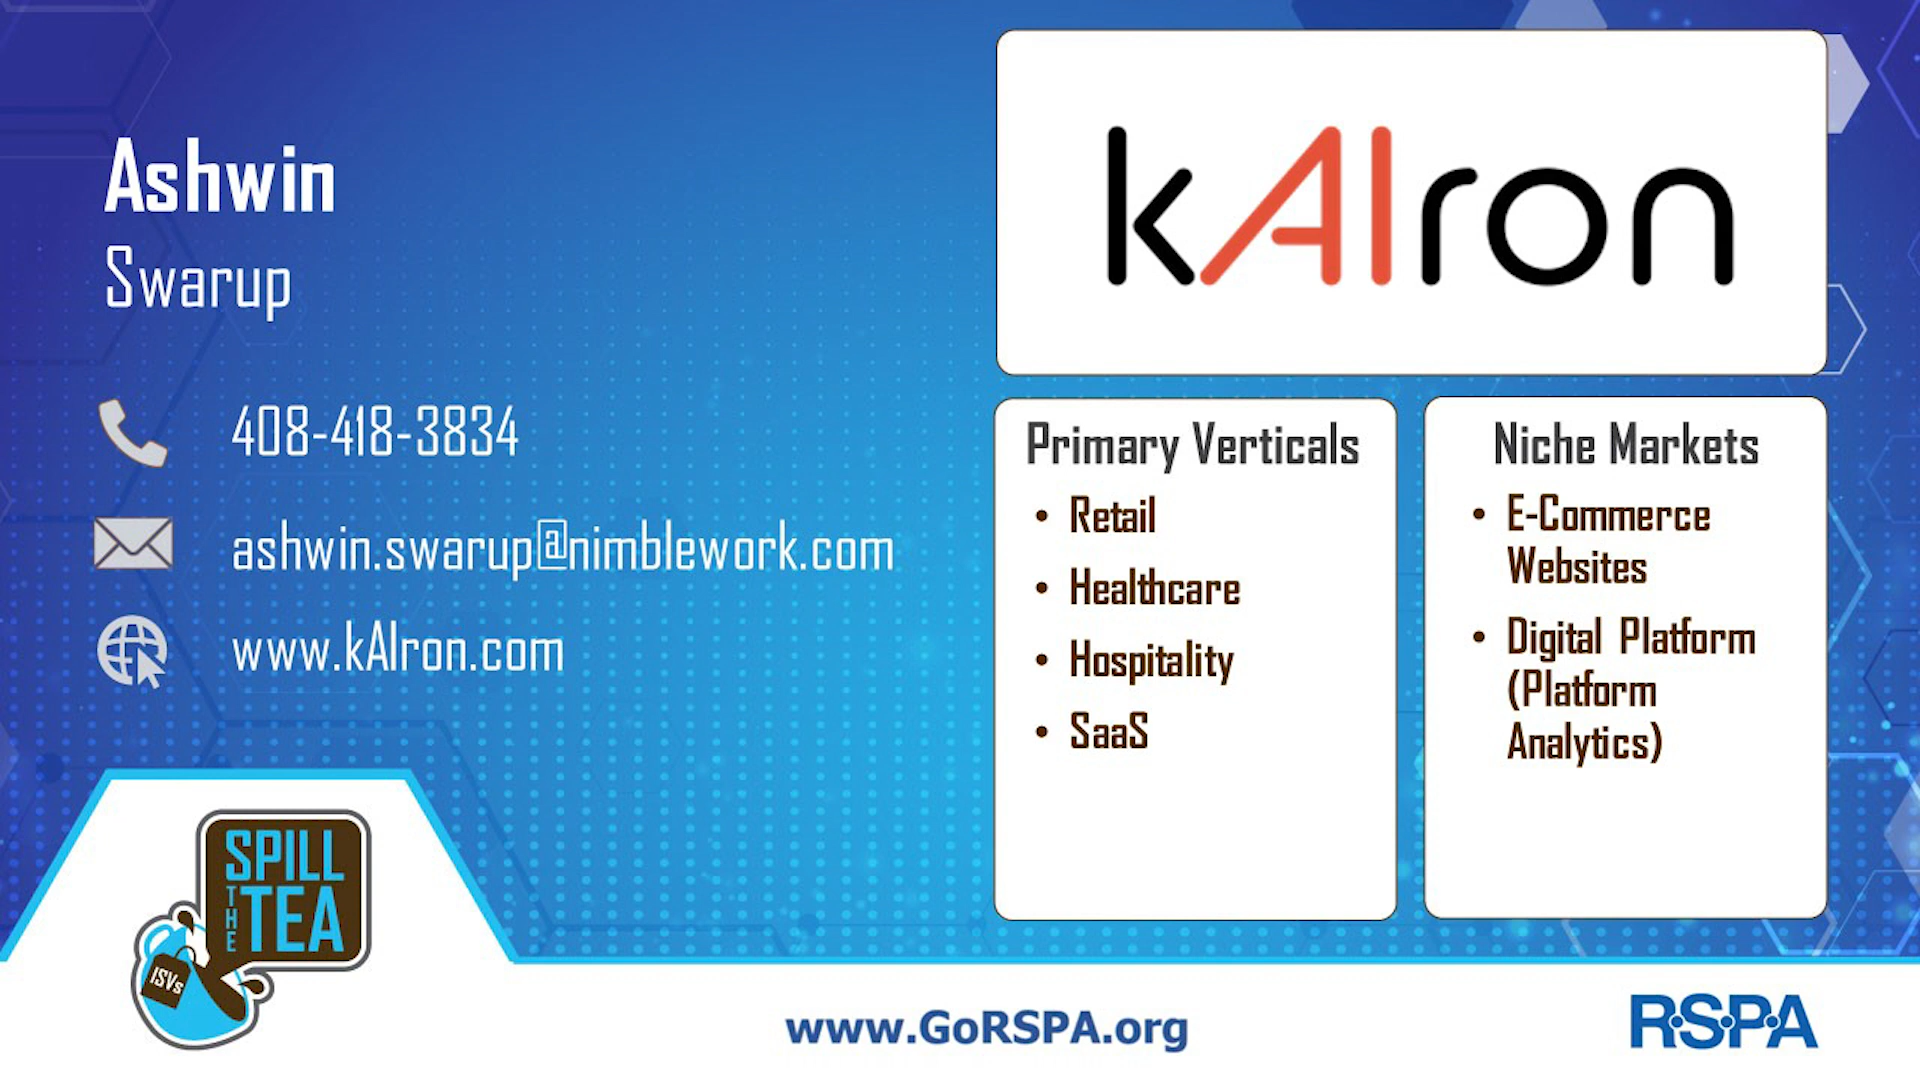 Ashwin
Swarup
408-418-3834
ashwin.swarup@nimblework.com
www.kAIron.com
kAIron
Primary Verticals
• Retail
• Healthcare
• Hospitality
• SaaS
Niche Markets
• E-Commerce
Websites
• Digital Platform
(Platform
Analytics)
SPILL
THE
TEA
ISVs
www.GoRSPA.org
R•S•P•A